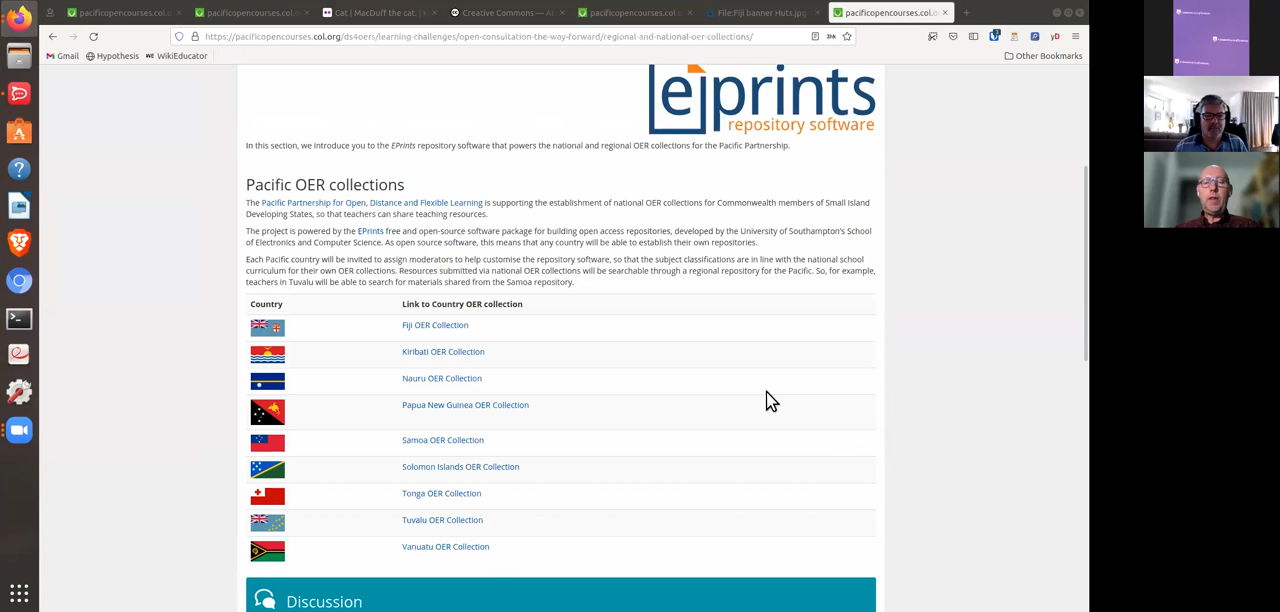 pacificopencourses.col.
pacificopencourses.col.
Cat | MacDuff the cat. |
Creative Commons — A
pacificopencourses.col.o
File:Fiji banner Huts.jpg
pacificopencourses.col.o
https://pacificopencourses.col.org/ds4oers/learning-challenges/open-consultation-the-way-forward/regional-and-national-oer-collections/
Gmail
Hypothesis
WikiEducator
Other Bookmarks
e|prints
repository software
In this section, we introduce you to the EPrints repository software that powers the national and regional OER collections for the Pacific Partnership.
Pacific OER collections
The Pacific Partnership for Open, Distance and Flexible Learning is supporting the establishment of national OER collections for Commonwealth members of Small Island
Developing States, so that teachers can share teaching resources.
The project is powered by the EPrints free and open-source software package for building open access repositories, developed by the University of Southampton's School
of Electronics and Computer Science. As open source software, this means that any country will be able to establish their own repositories.
Each Pacific country will be invited to assign moderators to help customise the repository software, so that the subject classifications are in line with the national school
curriculum for their own OER collections. Resources submitted via national OER collections will be searchable through a regional repository for the Pacific. So, for example,
teachers in Tuvalu will be able to search for materials shared from the Samoa repository.
Country Link to Country OER collection
Fiji OER Collection
Kiribati OER Collection
Nauru OER Collection
Papua New Guinea OER Collection
Samoa OER Collection
Solomon Islands OER Collection
Tonga OER Collection
Tuvalu OER Collection
Vanuatu OER Collection
Discussion